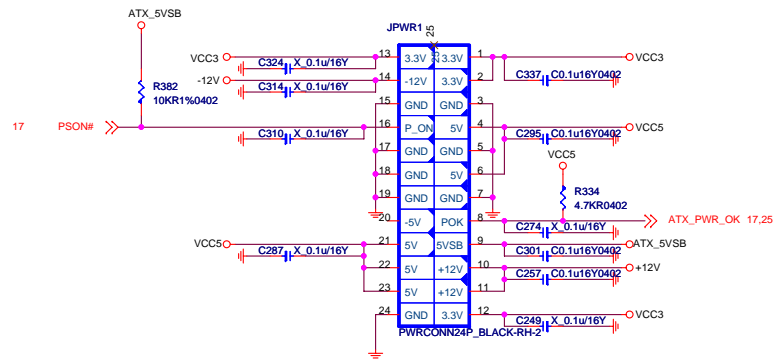 ATX_5VSB
JPWR1
25
VCC3
C324 X_0.1u/16Y
13 3.3V 3.3V 1
VCC3
-12V
C314 X_0.1u/16Y
14 -12V 3.3V 2
C337 C0.1u16Y0402
R382
10KR1%0402
15 GND GND 3
17 PSON#
16 P_ON 5V 4
VCC5
C310 X_0.1u/16Y
C295 C0.1u16Y0402
17 GND GND 5
VCC5
18 GND 5V 6
R334
4.7KR0402
19 GND GND 7
20 -5V POK 8
ATX_PWR_OK 17,25
C274 X_0.1u/16Y
VCC5
21 5V 5VSB 9
ATX_5VSB
C287 X_0.1u/16Y
C301 C0.1u16Y0402
22 5V +12V 10
+12V
C257 C0.1u16Y0402
23 5V +12V 11
24 GND 3.3V 12
VCC3
C249 X_0.1u/16Y
PWRCONN24P_BLACK-RH-2